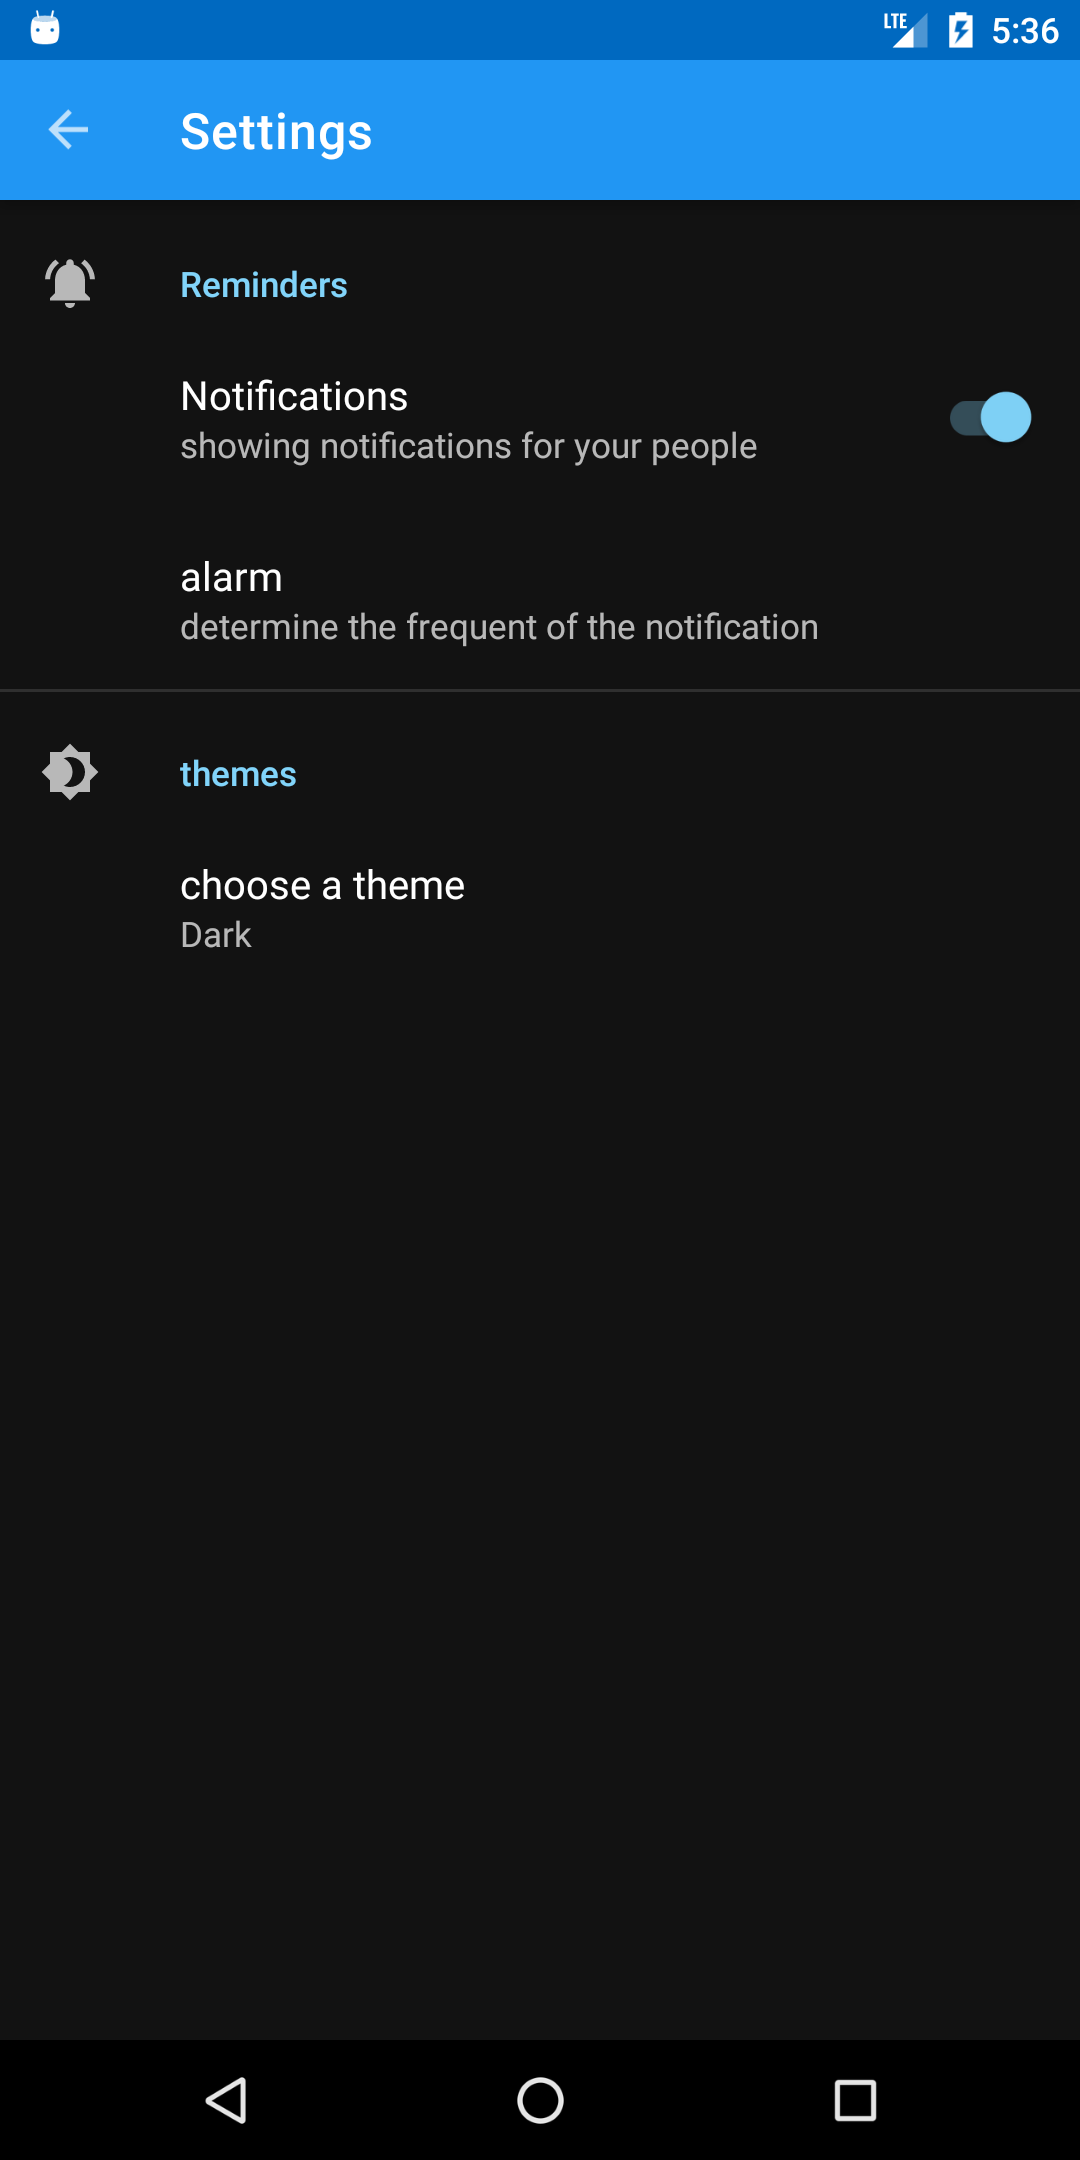 LTE 5:36
Settings
Reminders
Notifications
showing notifications for your people
alarm
determine the frequent of the notification
themes
choose a theme
Dark